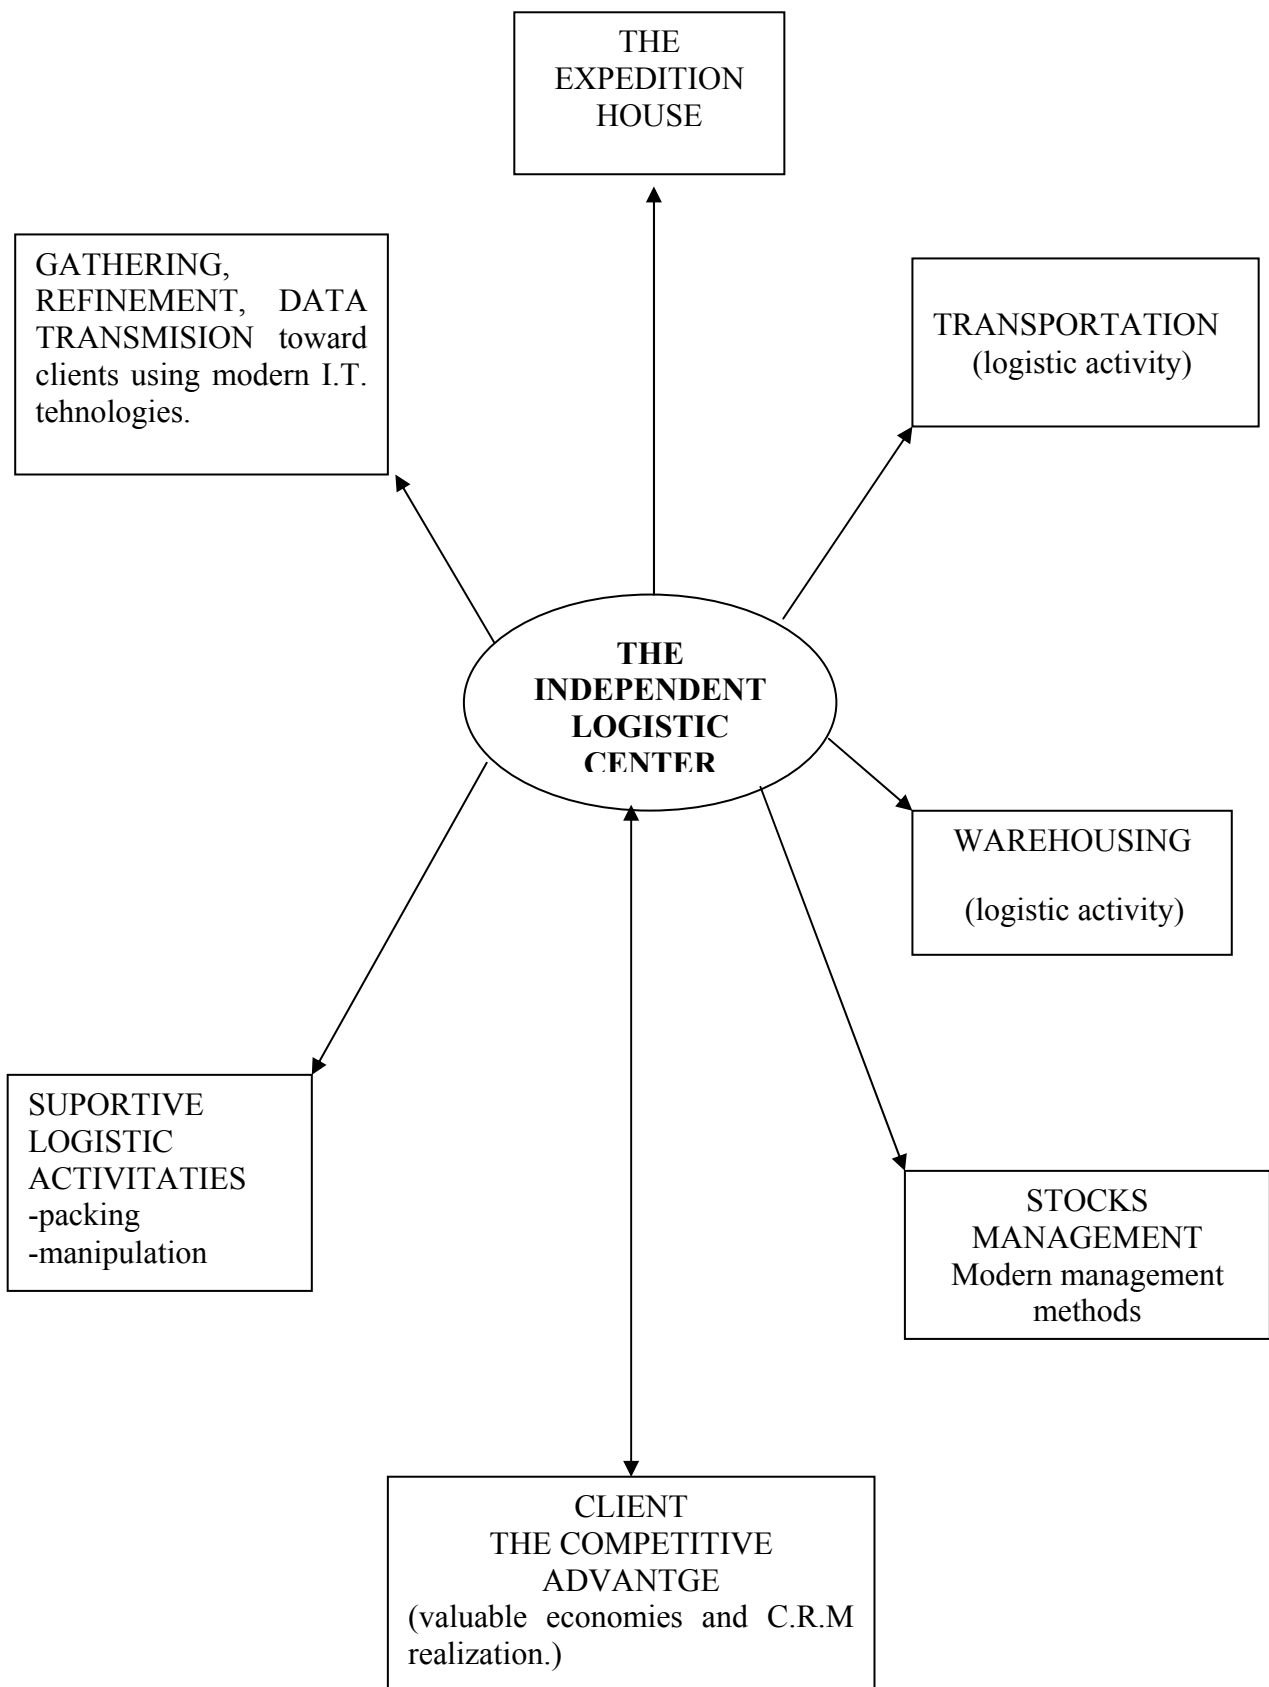 THE
EXPEDITION
HOUSE
GATHERING,
REFINEMENT, DATA
TRANSMISION toward
clients using modern I.T.
tehnologies.
TRANSPORTATION
(logistic activity)
THE
INDEPENDENT
LOGISTIC
CENTER
WAREHOUSING
(logistic activity)
SUPORTIVE
LOGISTIC
ACTIVITATIES
-packing
-manipulation
STOCKS
MANAGEMENT
Modern management
methods
CLIENT
THE COMPETITIVE
ADVANTGE
(valuable economies and C.R.M
realization.)